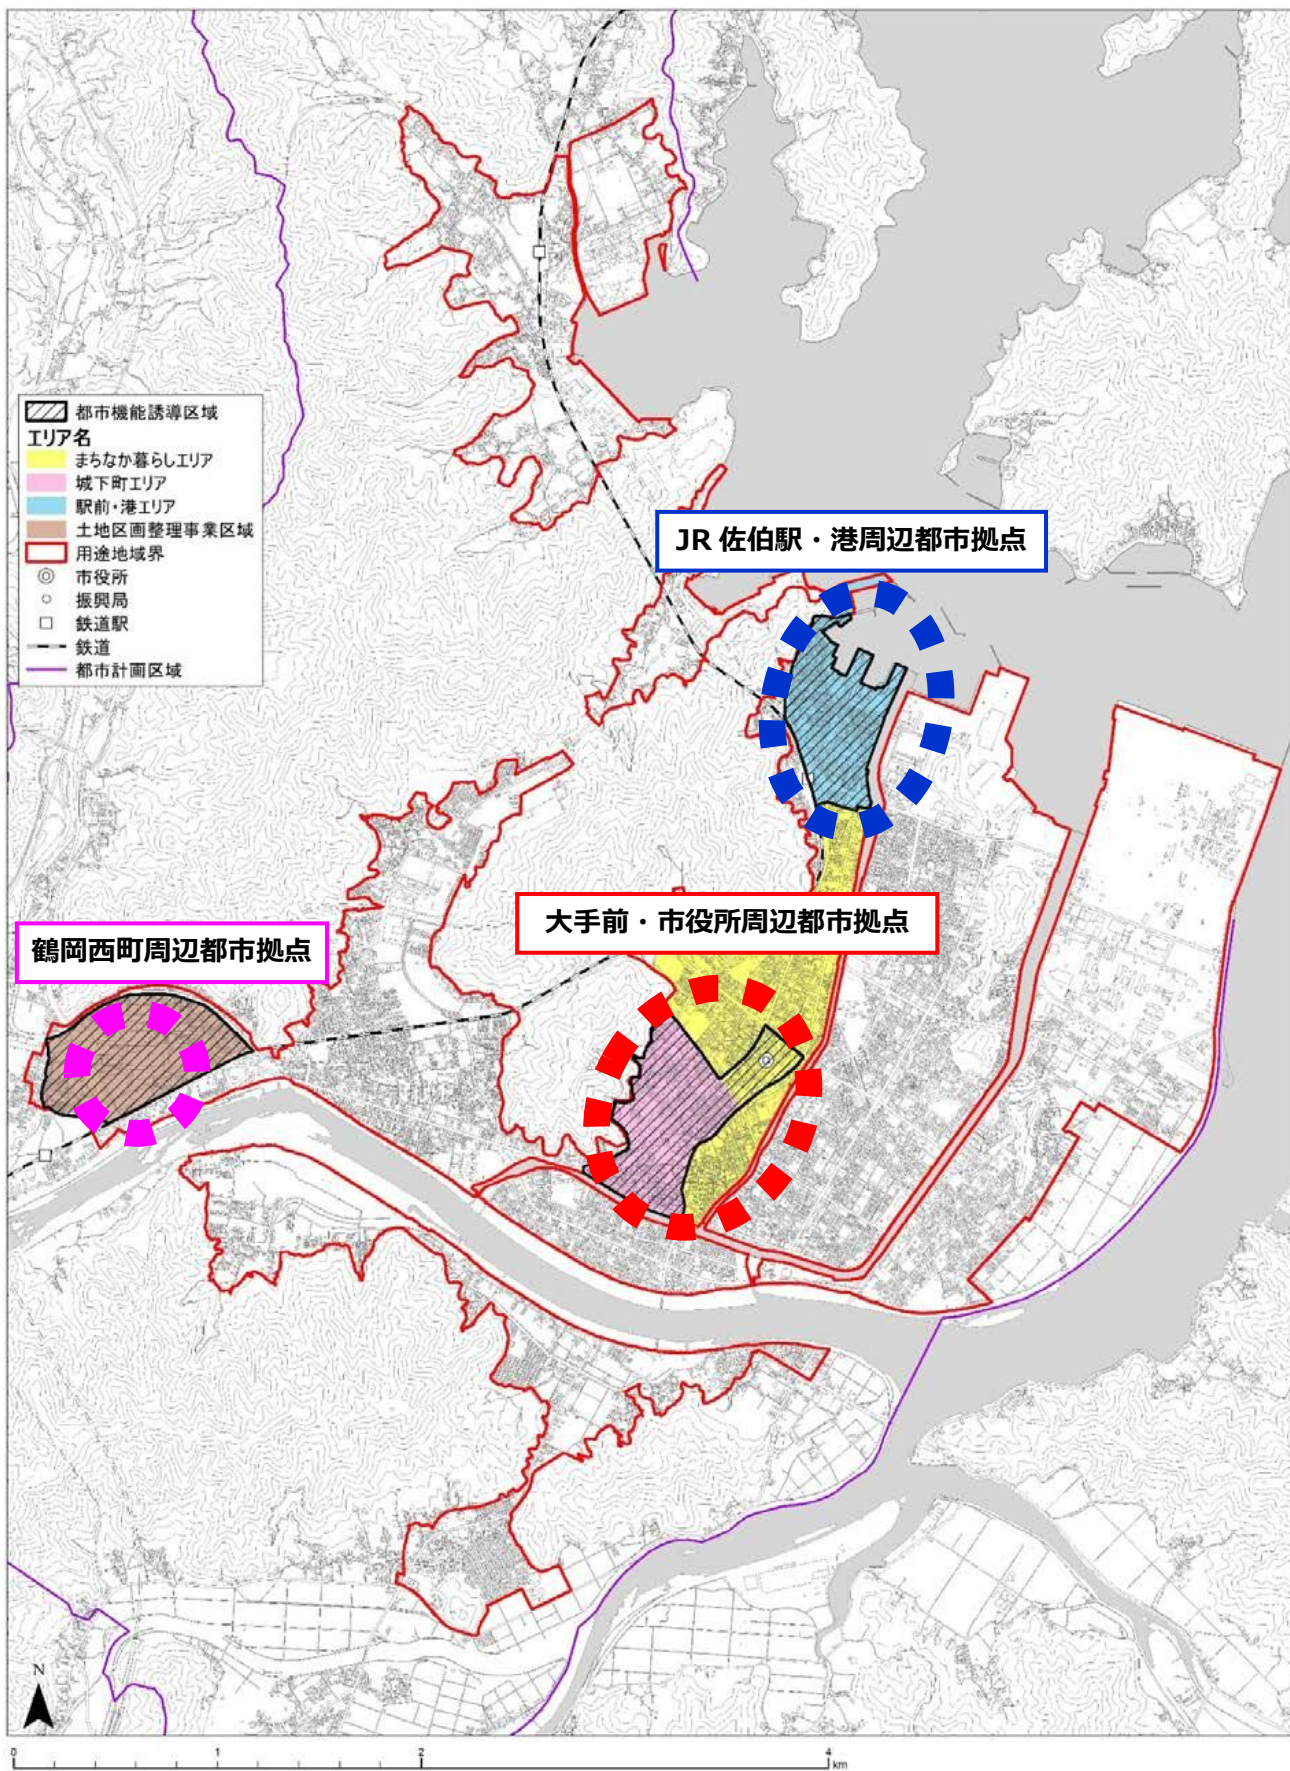 都市機能誘導区域
エリア名
まちなか暮らしエリア
城下町エリア
駅前・港エリア
土地区画整理事業区域
用途地域界
市役所
振興局
鉄道駅
鉄道
都市計画区域
JR 佐伯駅・港周辺都市拠点
大手前・市役所周辺都市拠点
鶴岡西町周辺都市拠点
N
0 1 2 4 km